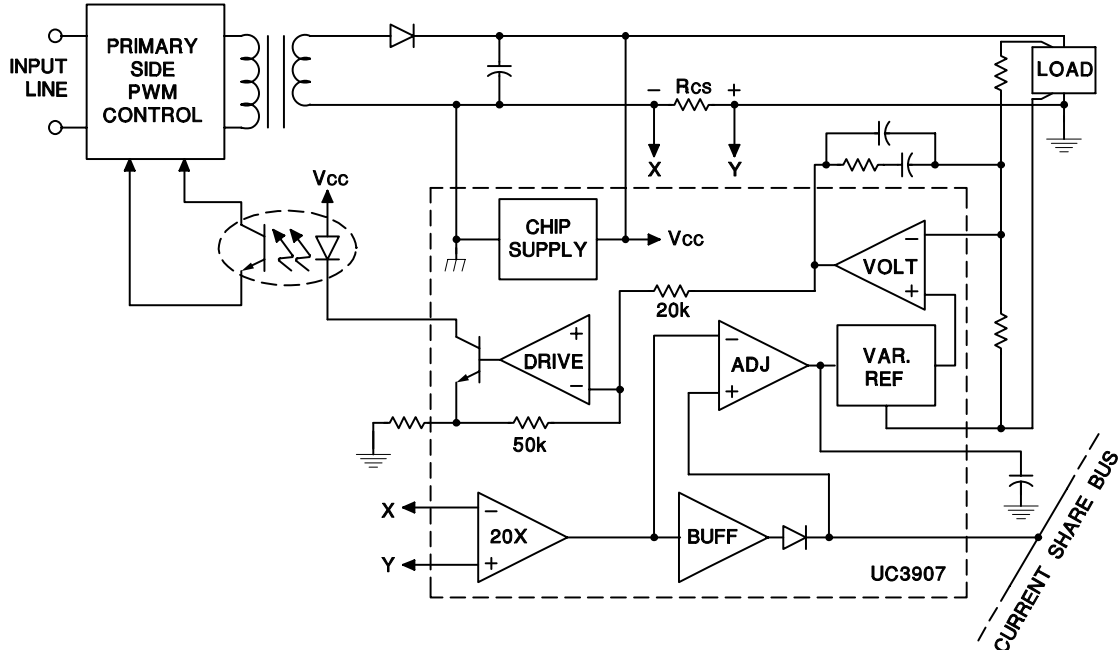 INPUT
LINE
PRIMARY
SIDE
PWM
CONTROL
− RCS +
X Y
LOAD
VCC
CHIP
SUPPLY
VCC
−
VOLT
+
20k
+
DRIVE
−
−
ADJ
+
VAR.
REF
50k
X
−
20X
Y
+
BUFF
UC3907
CURRENT SHARE BUS